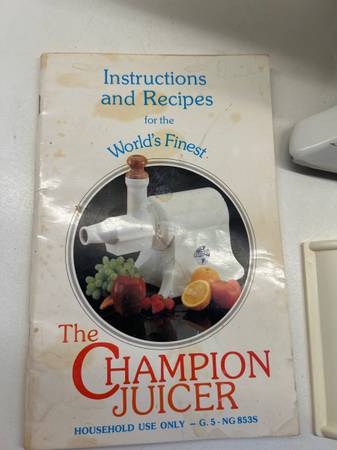 Instructions
and Recipes
for the
World's Finest
The
CHAMPION
JUICER
HOUSEHOLD USE ONLY — G. 5 - NG 853S